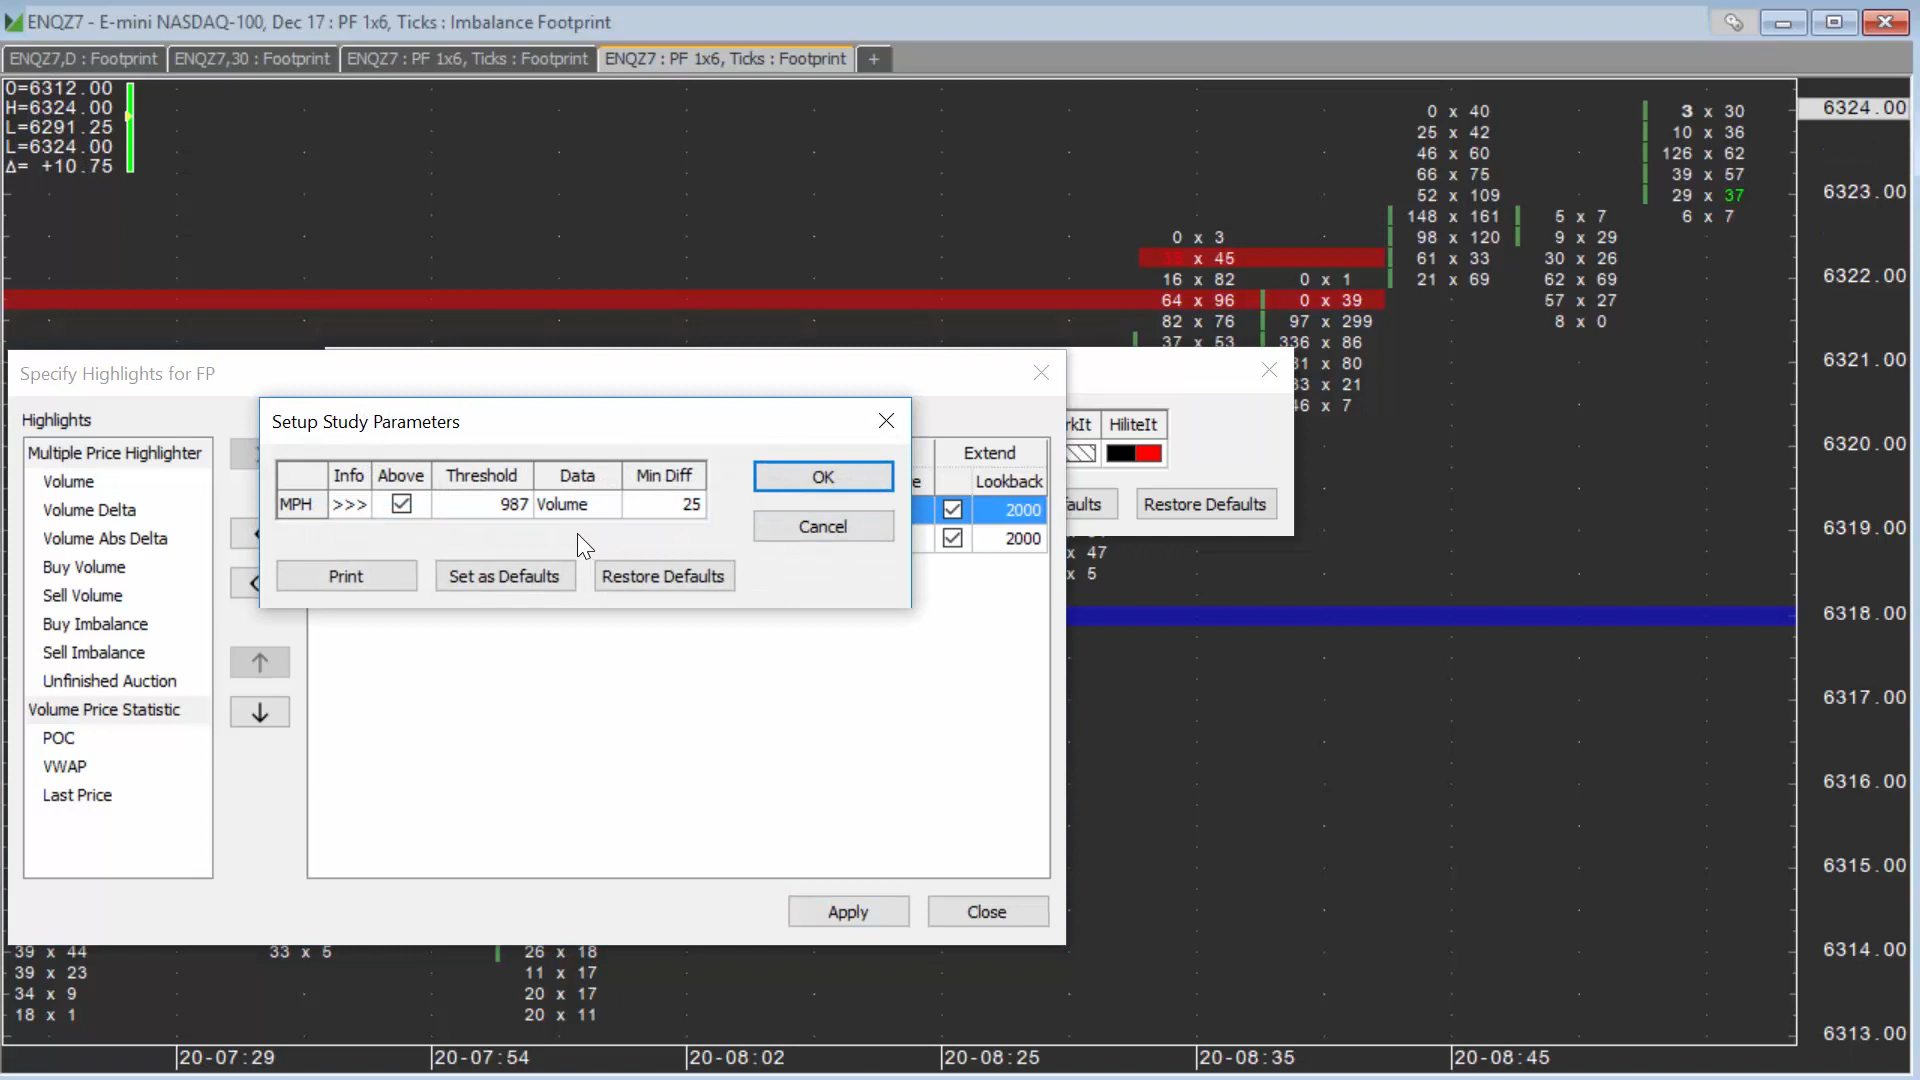 ENQZ7 - E-mini NASDAQ-100, Dec 17 : PF 1x6, Ticks : Imbalance Footprint
ENQZ7,D : Footprint
ENQZ7,30 : Footprint
ENQZ7 : PF 1x6, Ticks : Footprint
ENQZ7 : PF 1x6, Ticks : Footprint
+
O=6312.00
H=6324.00
L=6291.25
L=6324.00
Δ= +10.75
0 x 3
x 45
16 x 82
64 x 96
82 x 76
37 x 53
0 x 1
0 x 39
97 x 299
336 x 86
x 80
x 21
x 7
0 x 40
25 x 42
46 x 60
66 x 75
52 x 109
148 x 161
98 x 120
61 x 33
21 x 69
5 x 7
9 x 29
30 x 26
62 x 69
57 x 27
8 x 0
3 x 30
10 x 36
126 x 62
39 x 57
29 x 37
6 x 7
6324.00
6323.00
6322.00
6321.00
6320.00
6319.00
6318.00
6317.00
6316.00
6315.00
6314.00
6313.00
Specify Highlights for FP
Highlights
Multiple Price Highlighter
Volume
Volume Delta
Volume Abs Delta
Buy Volume
Sell Volume
Buy Imbalance
Sell Imbalance
Unfinished Auction
Volume Price Statistic
POC
VWAP
Last Price
Setup Study Parameters
Info Above Threshold Data Min Diff
MPH >>> 987 Volume 25
OK
Cancel
Print
Set as Defaults
Restore Defaults
Extend
Lookback
2000
2000
HiliteIt
Restore Defaults
x 47
x 5
Apply
Close
39 x 44
39 x 23
34 x 9
18 x 1
33 x 5
26 x 18
11 x 17
20 x 17
20 x 11
20-07:29
20-07:54
20-08:02
20-08:25
20-08:35
20-08:45